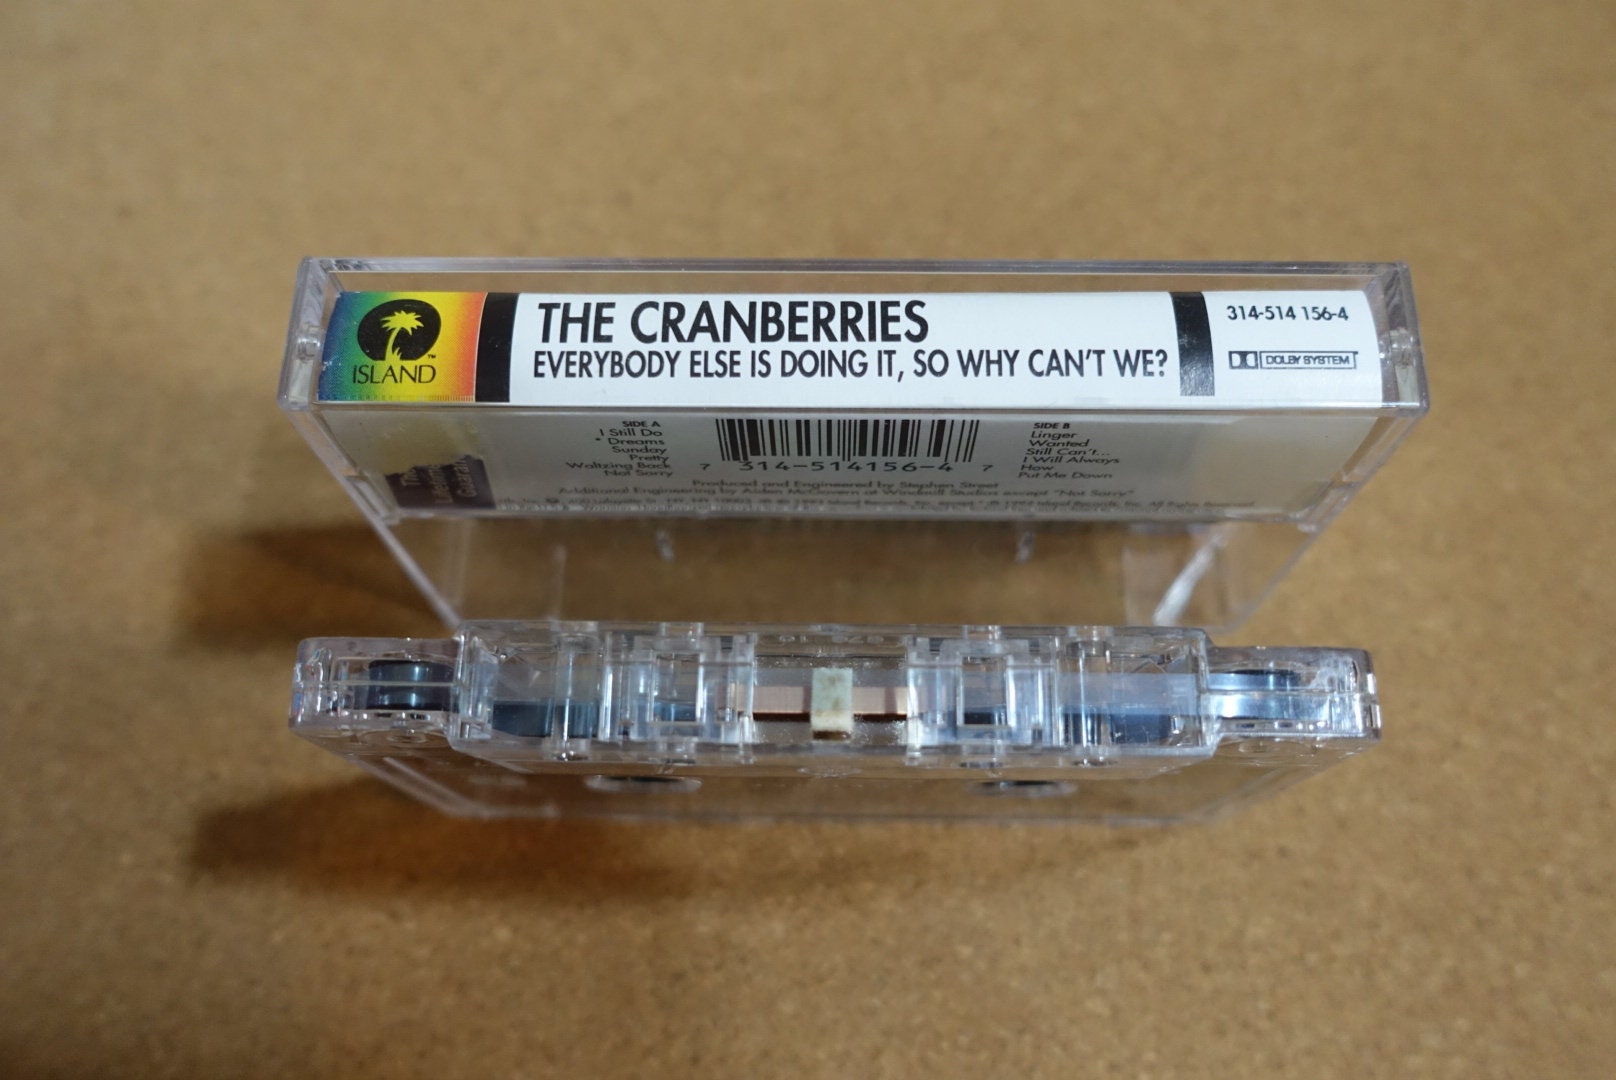 THE CRANBERRIES
EVERYBODY ELSE IS DOING IT, SO WHY CAN'T WE?
ISLAND
™
314-514 156-4
DOLBY SYSTEM
SIDE A
I Still Do
* Dreams
Sunday
Pretty
Waltzing Back
Not Sorry
7 314-514156-4 7
SIDE B
Linger
Wanted
Still Can't...
I Will Always
How
Put Me Down
Produced and Engineered by Stephen Street
Additional Engineering by Aiden McGovern at Windmill Studios except "Not Sorry"